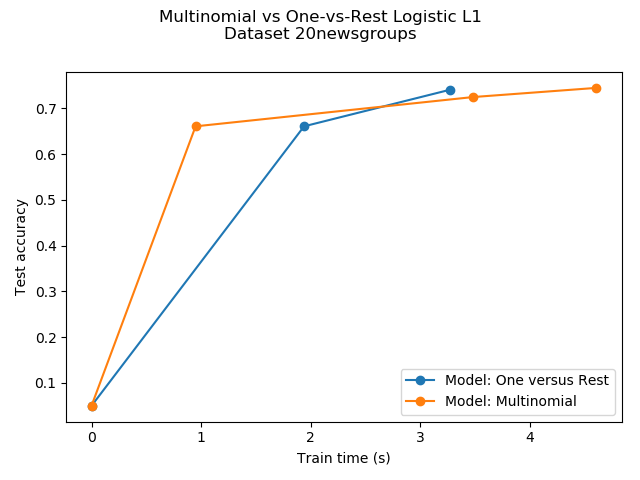 Multinomial vs One-vs-Rest Logistic L1
Dataset 20newsgroups
0.7
0.6
0.5
0.4
0.3
0.2
0.1
Test accuracy
Model: One versus Rest
Model: Multinomial
0 1 2 3 4
Train time (s)